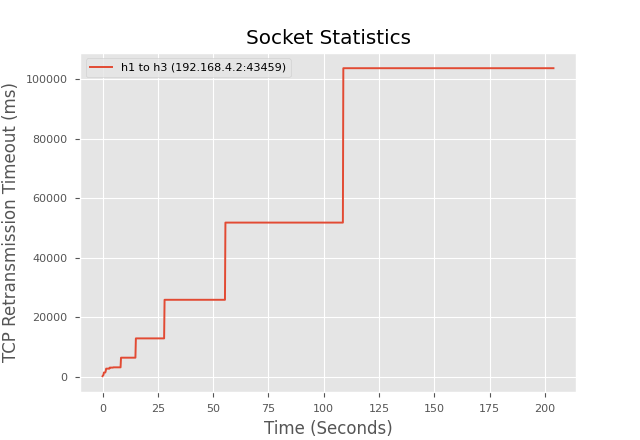 Socket Statistics
h1 to h3 (192.168.4.2:43459)
TCP Retransmission Timeout (ms)
100000
80000
60000
40000
20000
0
0 25 50 75 100 125 150 175 200
Time (Seconds)